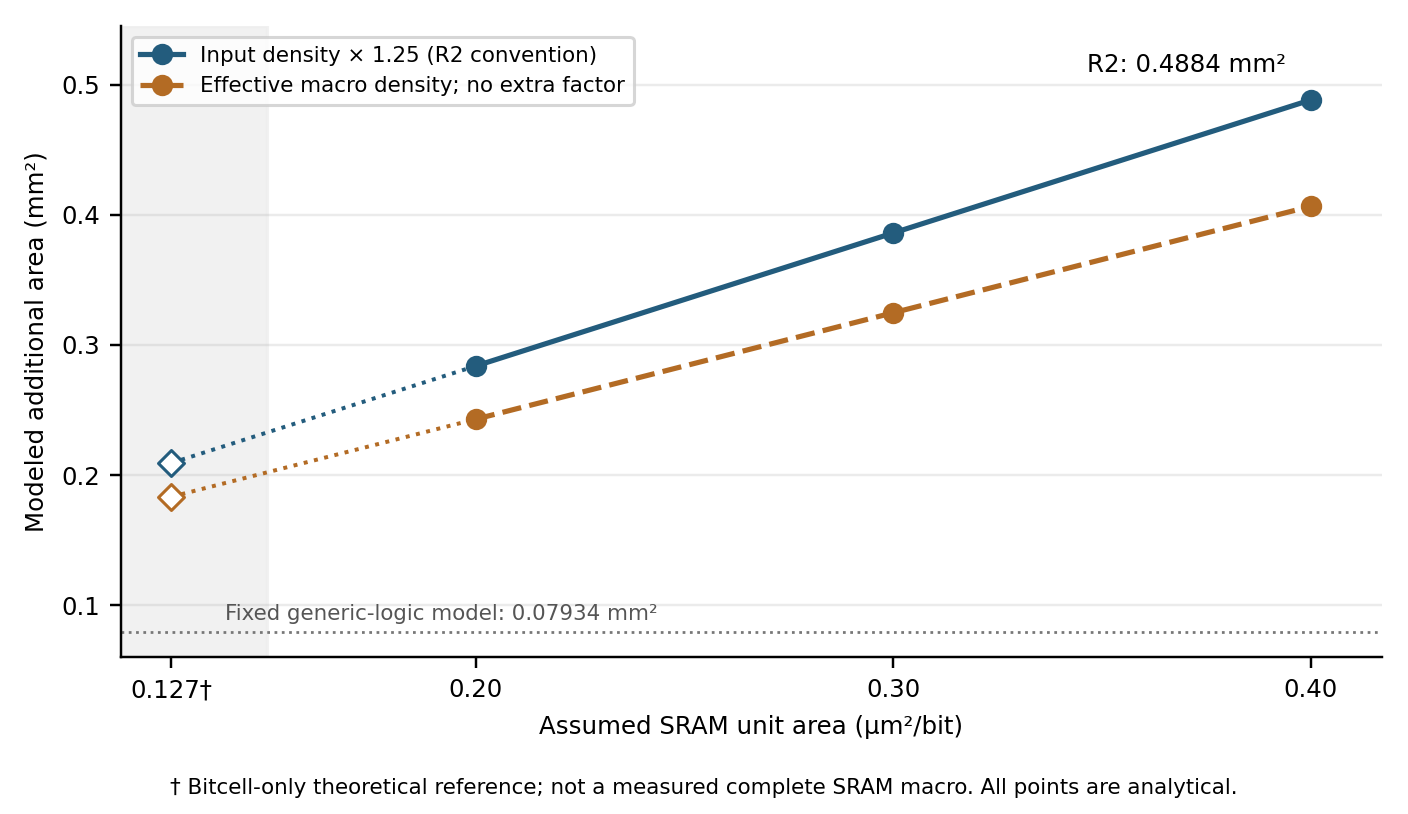 Input density × 1.25 (R2 convention)
Effective macro density; no extra factor
R2: 0.4884 mm²
Modeled additional area (mm²)
0.5
0.4
0.3
0.2
0.1
Fixed generic-logic model: 0.07934 mm²
0.127† 0.20 0.30 0.40
Assumed SRAM unit area (μm²/bit)
† Bitcell-only theoretical reference; not a measured complete SRAM macro. All points are analytical.